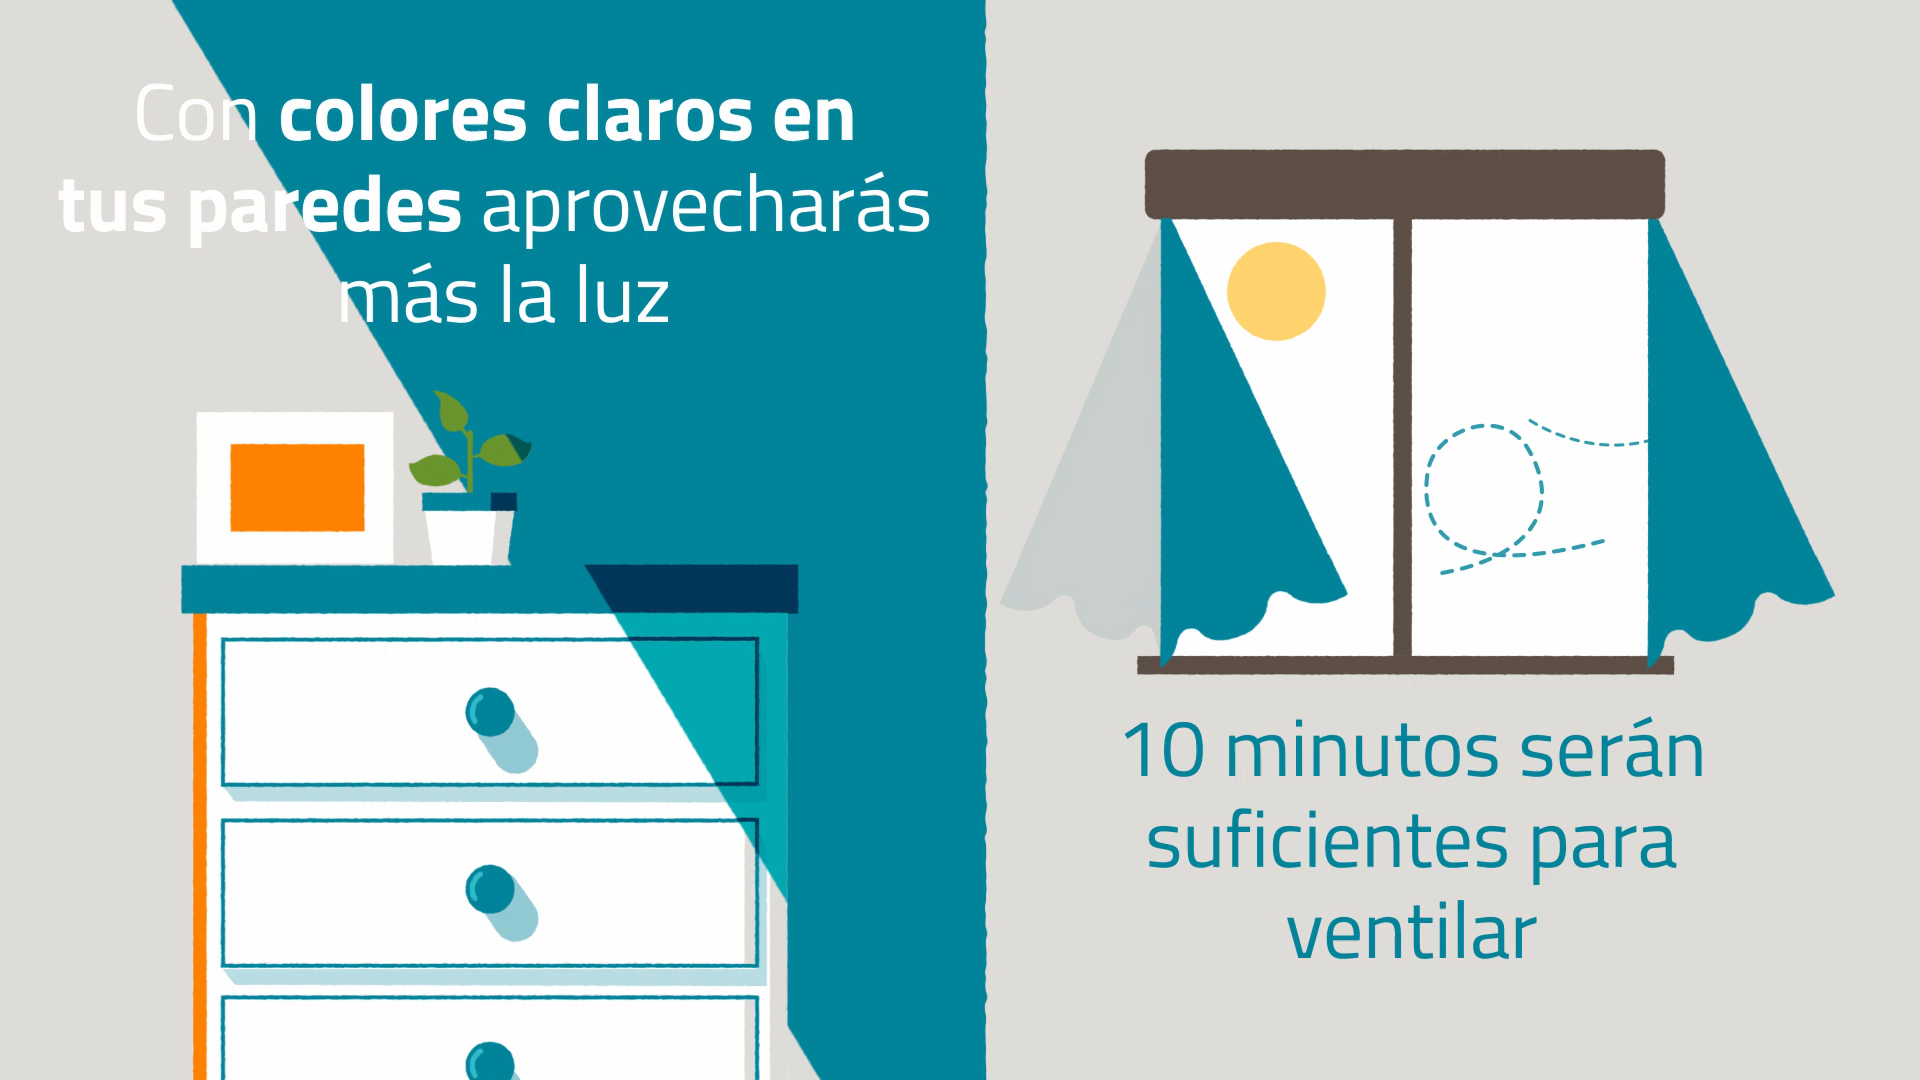 Con colores claros en
tus paredes aprovecharás
más la luz
10 minutos serán
suficientes para
ventilar